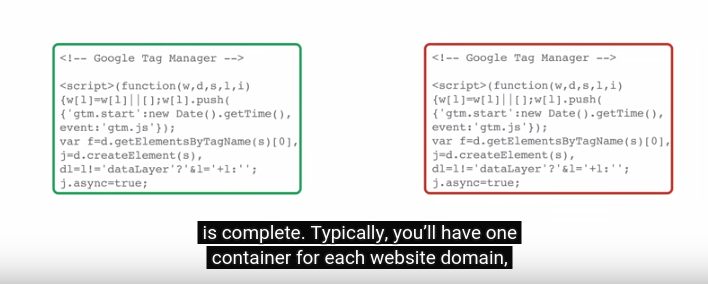 <!-- Google Tag Manager -->
<script>(function(w,d,s,l,i)
{w[l]=w[l]||[];w[l].push(
{'gtm.start':new Date().getTime(),
event:'gtm.js'});
var f=d.getElementsByTagName(s)[0],
j=d.createElement(s),
dl=l!='dataLayer'?'&l='+l:'';
j.async=true;
<!-- Google Tag Manager -->
<script>(function(w,d,s,l,i)
{w[l]=w[l]||[];w[l].push(
{'gtm.start':new Date().getTime(),
event:'gtm.js'});
var f=d.getElementsByTagName(s)[0],
j=d.createElement(s),
dl=l!='dataLayer'?'&l='+l:'';
j.async=true;
is complete. Typically, you’ll have one
container for each website domain,